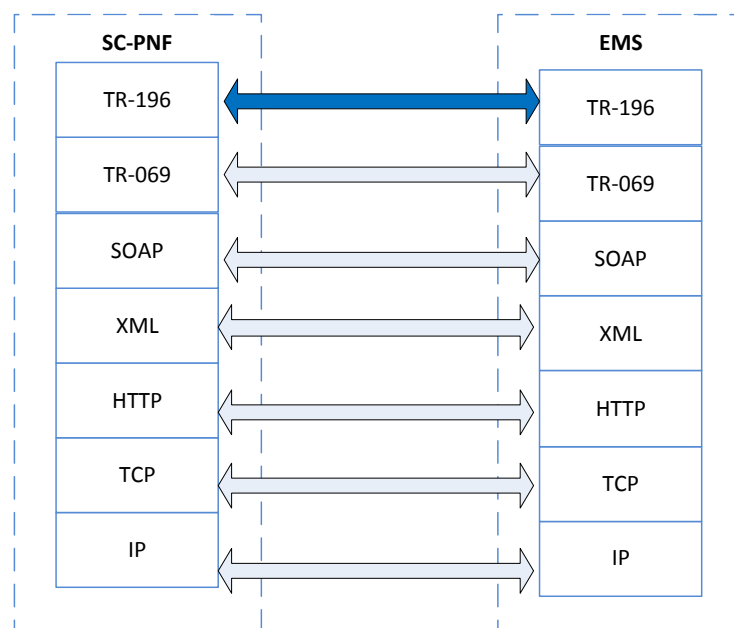 SC-PNF
TR-196
TR-069
SOAP
XML
HTTP
TCP
IP
EMS
TR-196
TR-069
SOAP
XML
HTTP
TCP
IP